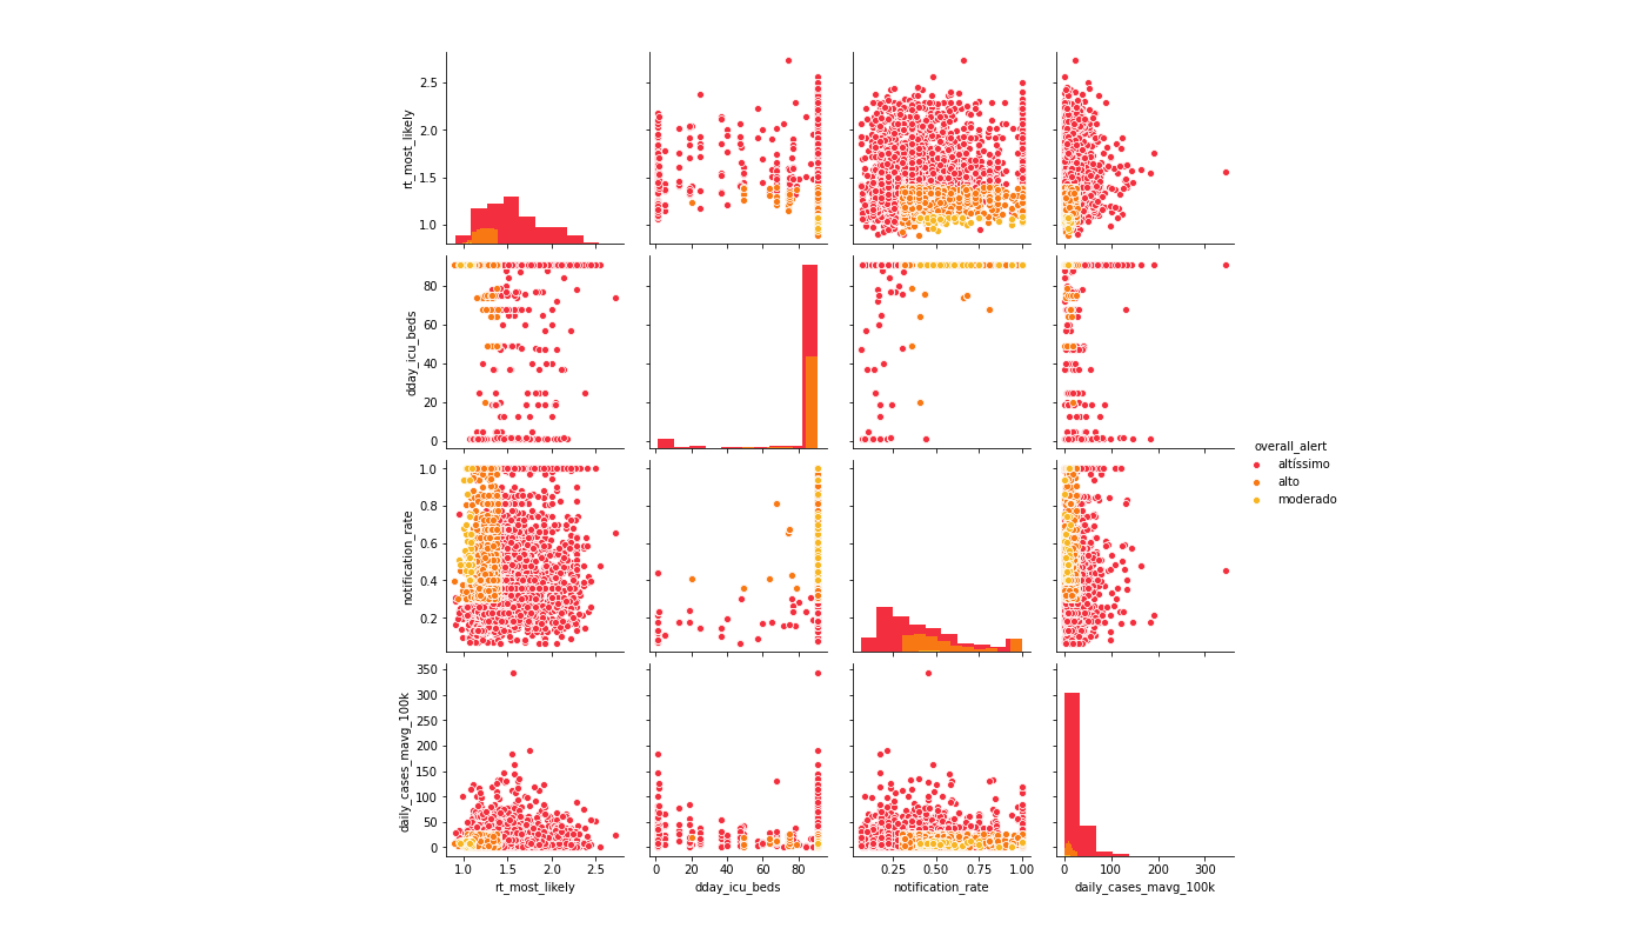 rt_most_likely
2.5
2.0
1.5
1.0
dday_icu_beds
80
60
40
20
0
notification_rate
1.0
0.8
0.6
0.4
0.2
overall_alert
altíssimo
alto
moderado
daily_cases_mavg_100k
350
300
250
200
150
100
50
0
1.0 1.5 2.0 2.5
rt_most_likely
0 20 40 60 80
dday_icu_beds
0.25 0.50 0.75 1.00
notification_rate
0 100 200 300
daily_cases_mavg_100k